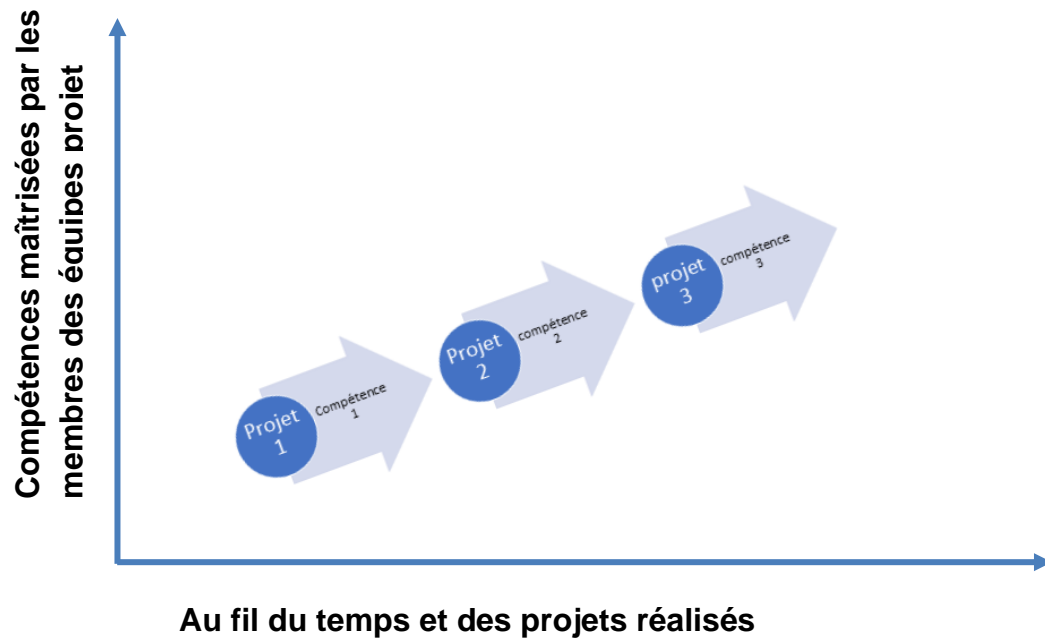 Compétences maîtrisées par les
membres des équipes projet
Projet
1
Compétence
1
Projet
2
compétence
2
projet
3
compétence
3
Au fil du temps et des projets réalisés